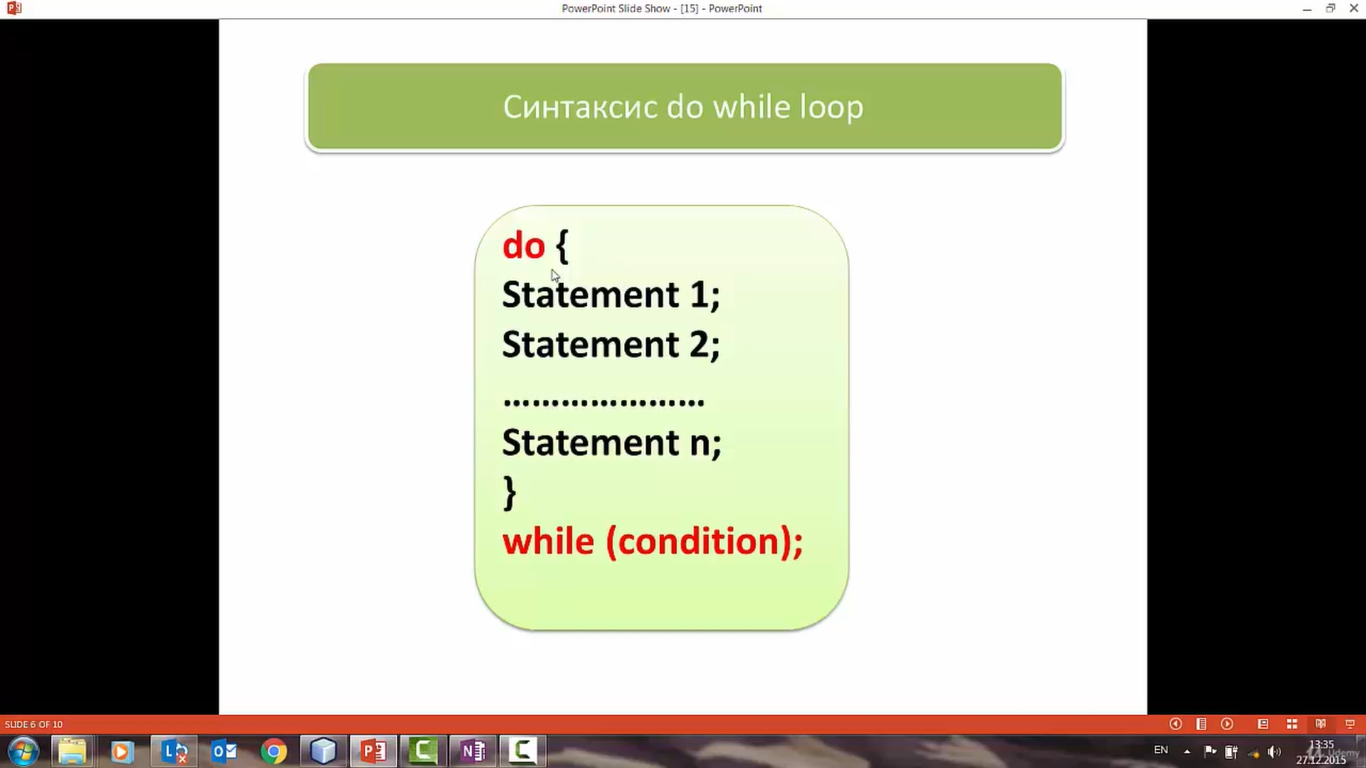 PowerPoint Slide Show - [15] - PowerPoint
Синтаксис do while loop
do {
Statement 1;
Statement 2;
.....................
Statement n;
}
while (condition);
SLIDE 6 OF 10
EN
13:35
27.12.2015
Udemy